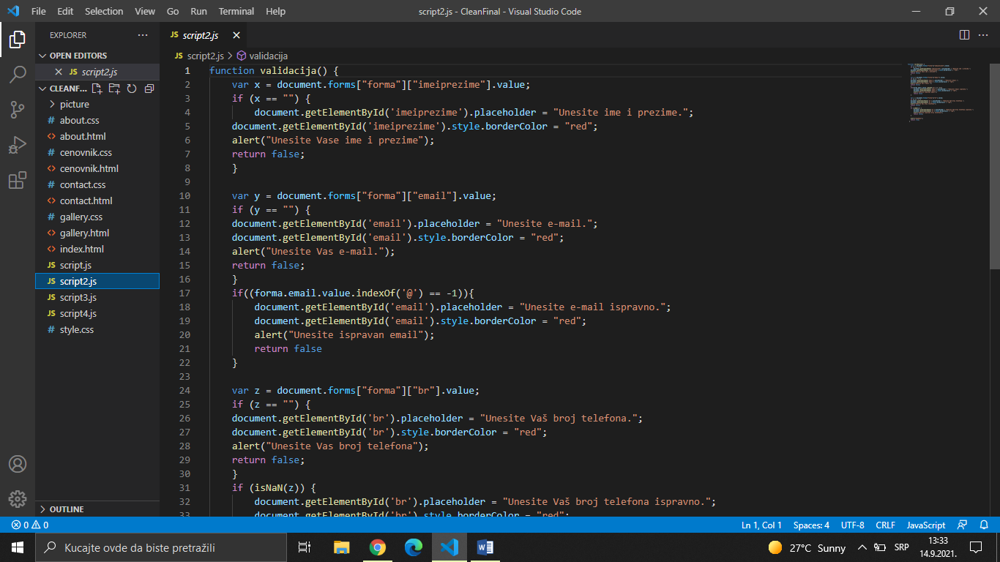 File Edit Selection View Go Run Terminal Help script2.js - CleanFinal - Visual Studio Code
EXPLORER
OPEN EDITORS
JS script2.js
CLEANF...
picture
# about.css
<> about.html
# cenovnik.css
<> cenovnik.html
# contact.css
<> contact.html
# gallery.css
<> gallery.html
<> index.html
JS script.js
JS script2.js
JS script3.js
JS script4.js
# style.css
OUTLINE
JS script2.js
JS script2.js > validacija
1 function validacija() {
2 var x = document.forms["forma"]["imeiprezime"].value;
3 if (x == "") {
4 document.getElementById('imeiprezime').placeholder = "Unesite ime i prezime.";
5 document.getElementById('imeiprezime').style.borderColor = "red";
6 alert("Unesite Vase ime i prezime");
7 return false;
8 }
9
10 var y = document.forms["forma"]["email"].value;
11 if (y == "") {
12 document.getElementById('email').placeholder = "Unesite e-mail.";
13 document.getElementById('email').style.borderColor = "red";
14 alert("Unesite Vas e-mail.");
15 return false;
16 }
17 if((forma.email.value.indexOf('@') == -1)){
18 document.getElementById('email').placeholder = "Unesite e-mail ispravno.";
19 document.getElementById('email').style.borderColor = "red";
20 alert("Unesite ispravan email");
21 return false
22 }
23
24 var z = document.forms["forma"]["br"].value;
25 if (z == "") {
26 document.getElementById('br').placeholder = "Unesite Vaš broj telefona.";
27 document.getElementById('br').style.borderColor = "red";
28 alert("Unesite Vas broj telefona");
29 return false;
30 }
31 if (isNaN(z)) {
32 document.getElementById('br').placeholder = "Unesite Vaš broj telefona ispravno.";
33 document.getElementById('br').style.borderColor = "red";
0 0 Ln 1, Col 1 Spaces: 4 UTF-8 CRLF JavaScript
Kucajte ovde da biste pretražili
27°C Sunny
SRP
13:33
14.9.2021.